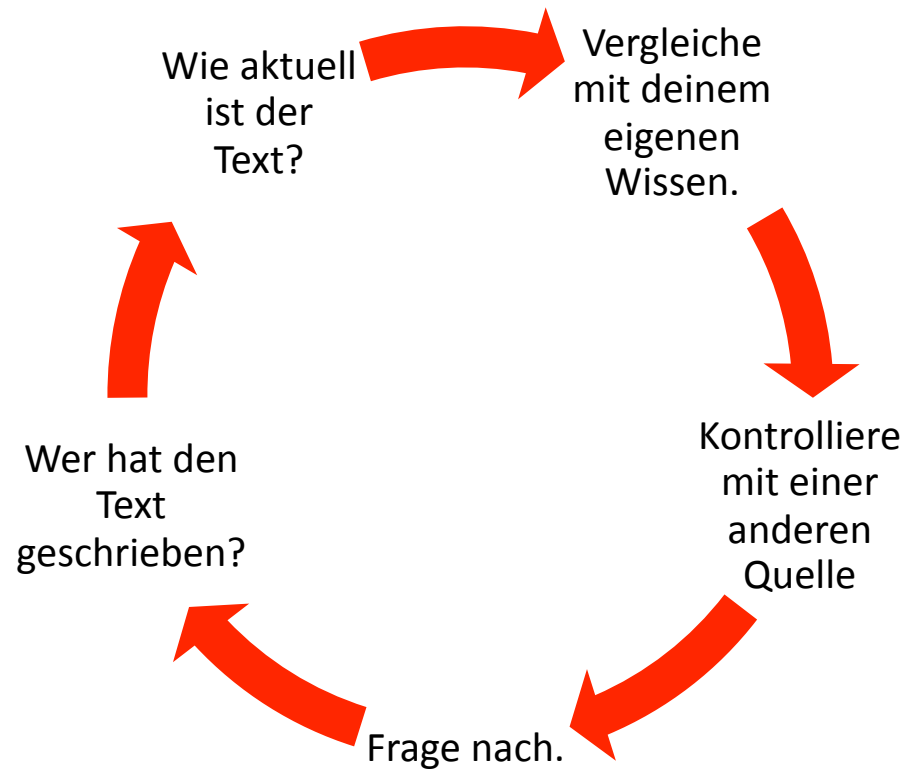 Wie aktuell
ist der
Text?
Vergleiche
mit deinem
eigenen
Wissen.
Kontrolliere
mit einer
anderen
Quelle
Frage nach.
Wer hat den
Text
geschrieben?